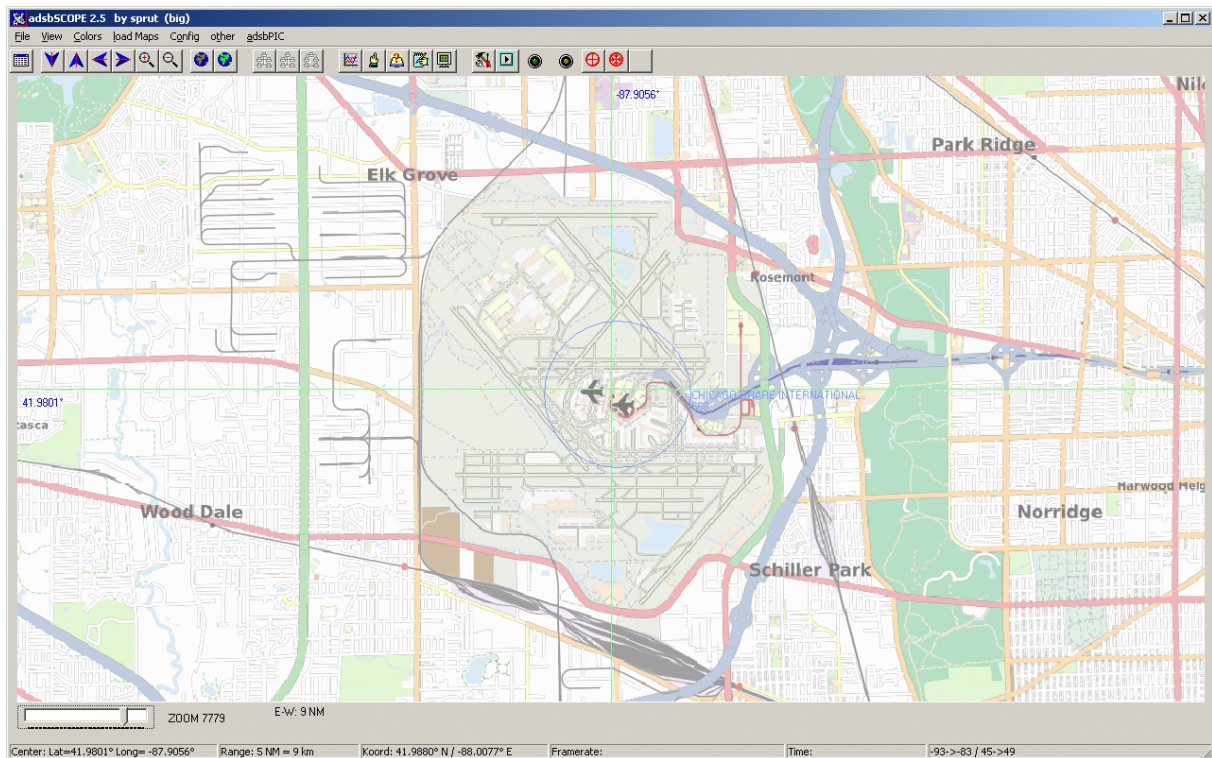 adsbSCOPE 2.5 by sprut (big)
File View Colors load Maps Config other adsbPIC
-87.9056°
Park Ridge
Elk Grove
Rosemont
CHICAGO OHARE INTERNATIONAL
41.9801°
Wood Dale
Norridge
Schiller Park
ZOOM 7779
E-W: 9 NM
Center: Lat=41.9801° Long= -87.9056°
Range: 5 NM = 9 km
Koord: 41.9880° N / -88.0077° E
Framerate:
Time:
-93->-83 / 45->49